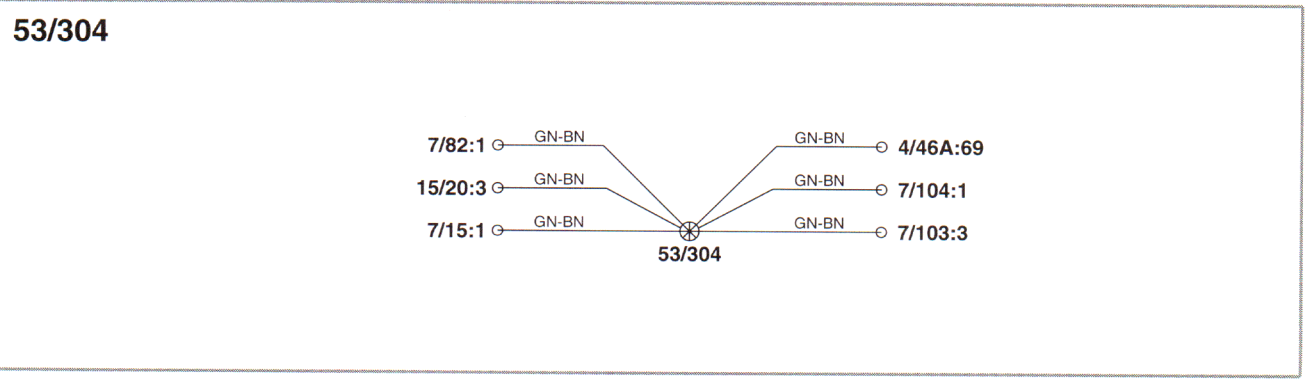 53/304
7/82:1 GN-BN GN-BN 4/46A:69
15/20:3 GN-BN GN-BN 7/104:1
7/15:1 GN-BN GN-BN 7/103:3
53/304